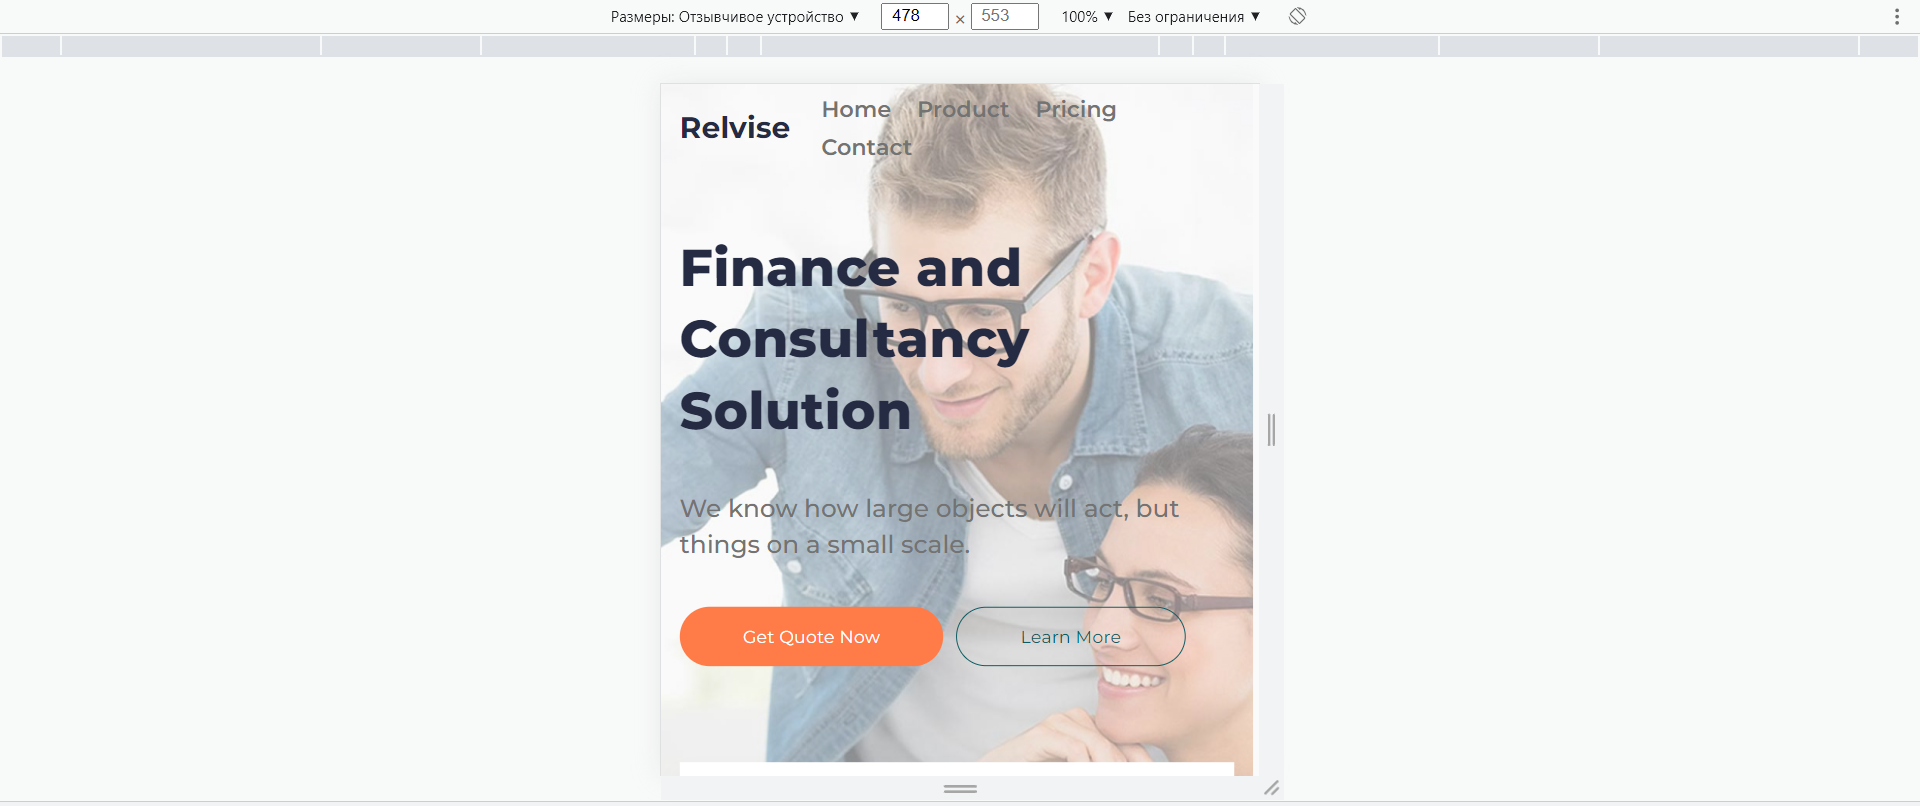 Размеры: Отзывчивое устройство ▼ 478 × 553 100% ▼ Без ограничения ▼
Relvise
Home Product Pricing
Contact
Finance and
Consultancy
Solution
We know how large objects will act, but
things on a small scale.
Get Quote Now Learn More